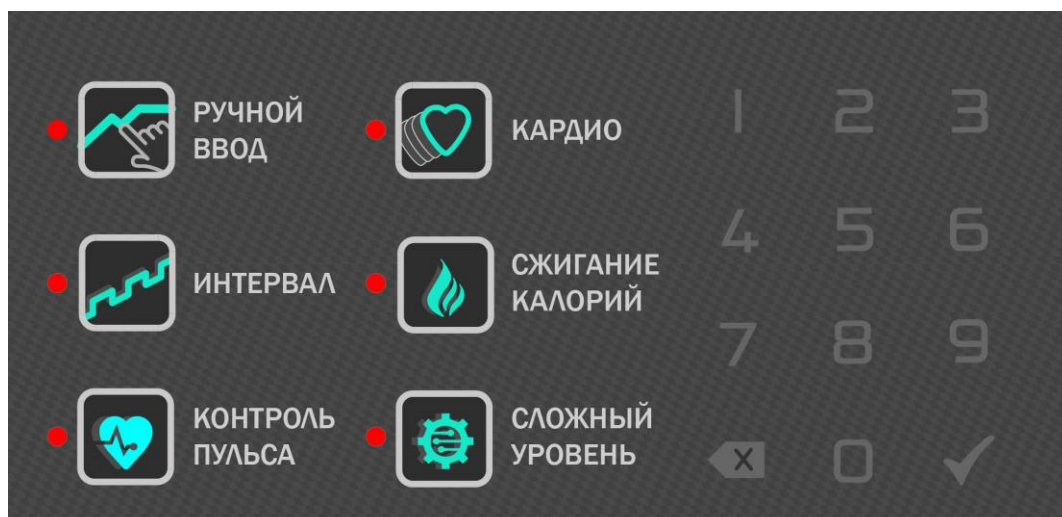 РУЧНОЙ
ВВОД
КАРДИО
1 2 3
ИНТЕРВАЛ
СЖИГАНИЕ
КАЛОРИЙ
4 5 6
7 8 9
КОНТРОЛЬ
ПУЛЬСА
СЛОЖНЫЙ
УРОВЕНЬ
X 0